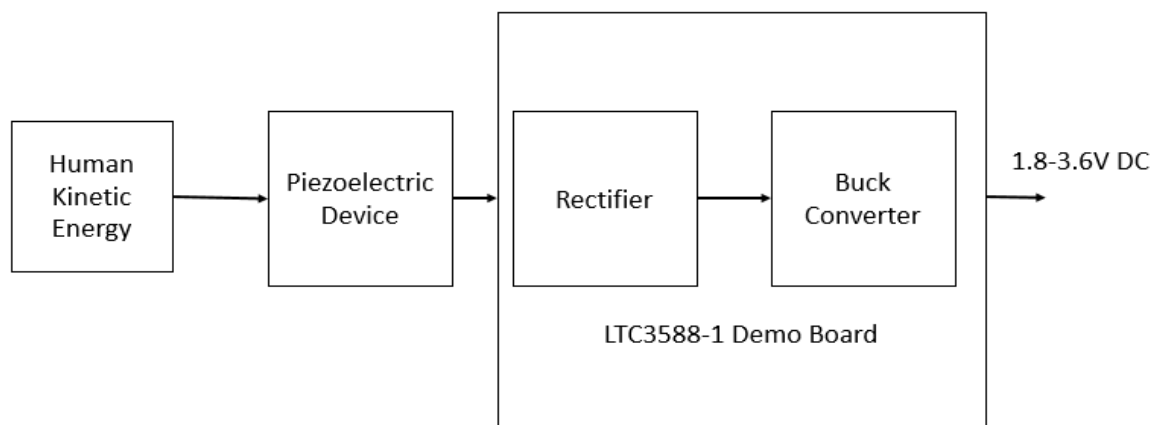 Human
Kinetic
Energy
Piezoelectric
Device
Rectifier
Buck
Converter
1.8-3.6V DC
LTC3588-1 Demo Board